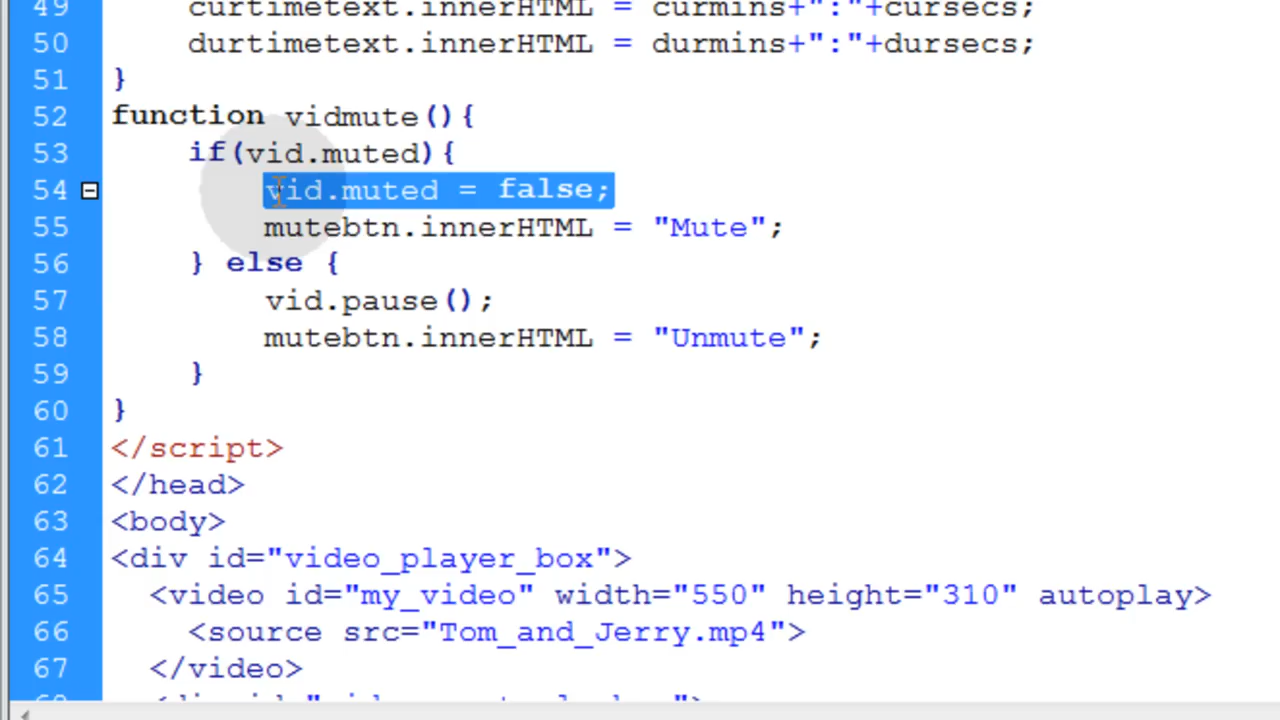 49 curtimetext.innerHTML = curmins+":"+cursecs;
50 durtimetext.innerHTML = durmins+":"+dursecs;
51 }
52 function vidmute(){
53 if(vid.muted){
54 vid.muted = false;
55 mutebtn.innerHTML = "Mute";
56 } else {
57 vid.pause();
58 mutebtn.innerHTML = "Unmute";
59 }
60 }
61 </script>
62 </head>
63 <body>
64 <div id="video_player_box">
65 <video id="my_video" width="550" height="310" autoplay>
66 <source src="Tom_and_Jerry.mp4">
67 </video>